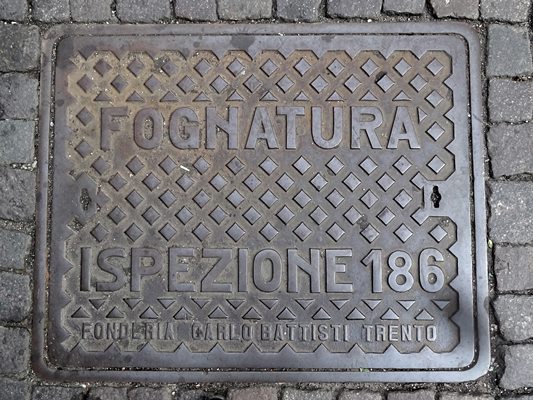 FOGNATURA
ISPEZIONE 186
FONDERIA CARLO BATTISTI TRENTO